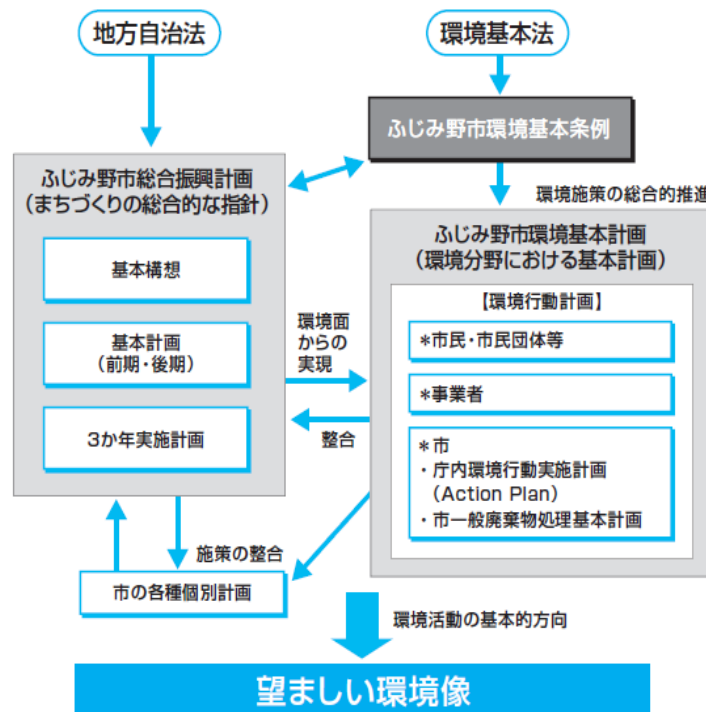 地方自治法
環境基本法
ふじみ野市環境基本条例
ふじみ野市総合振興計画
(まちづくりの総合的な指針)
基本構想
基本計画
(前期・後期)
3か年実施計画
環境施策の総合的推進
ふじみ野市環境基本計画
(環境分野における基本計画)
【環境行動計画】
*市民・市民団体等
*事業者
*市
・庁内環境行動実施計画
(Action Plan)
・市一般廃棄物処理基本計画
環境面
からの
実現
整合
施策の整合
市の各種個別計画
環境活動の基本的方向
望ましい環境像